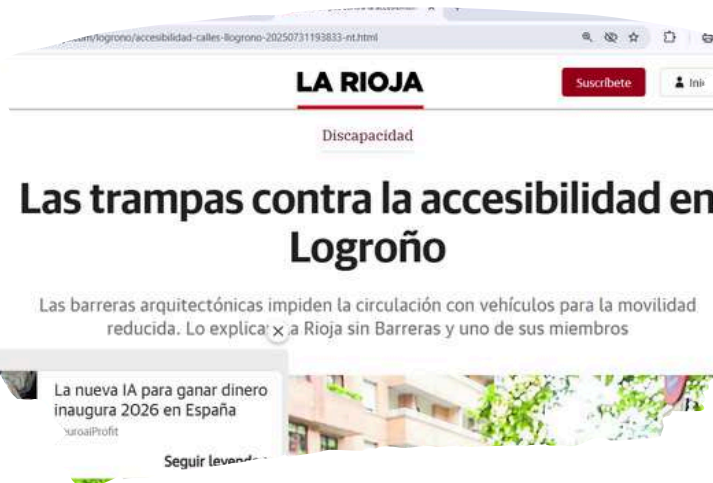 com/logrono/accesibilidad-calles-llogrono-20250731193833-nt.html
LA RIOJA
Suscríbete
Discapacidad
Las trampas contra la accesibilidad en
Logroño
Las barreras arquitectónicas impiden la circulación con vehículos para la movilidad
reducida. Lo explica a Rioja sin Barreras y uno de sus miembros
La nueva IA para ganar dinero
inaugura 2026 en España
Seguir leyendo